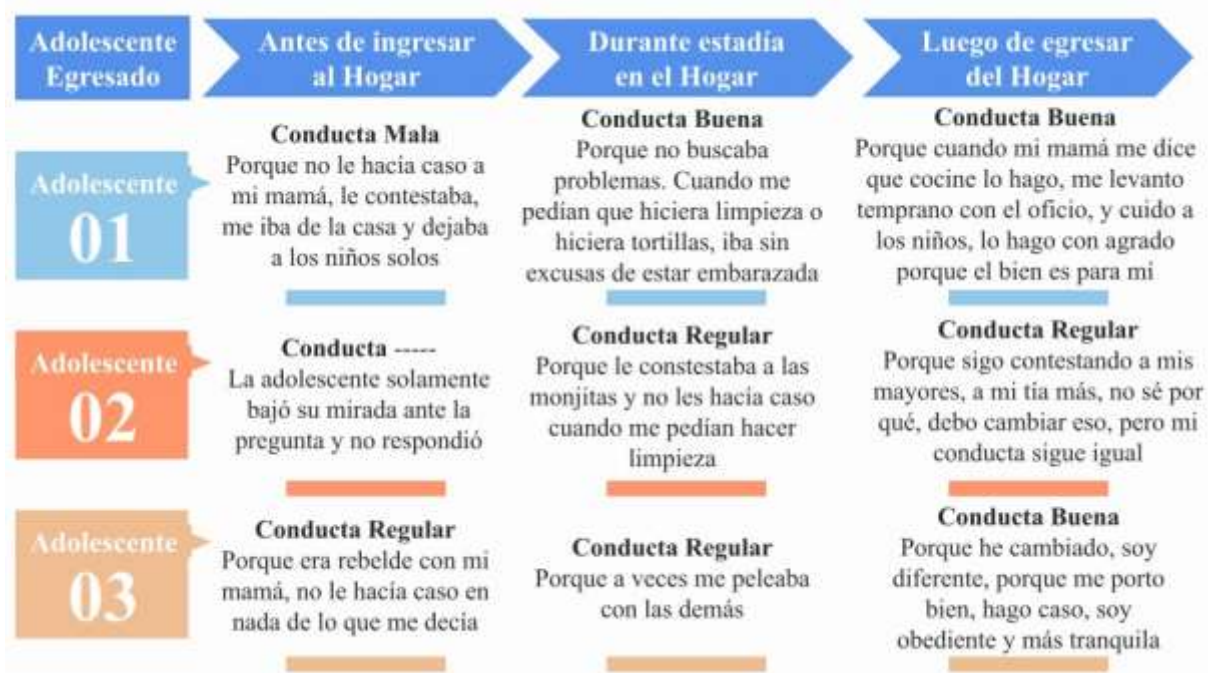 Adolescente
Egresado
Antes de ingresar
al Hogar
Durante estadía
en el Hogar
Luego de egresar
del Hogar
Adolescente
01
Conducta Mala
Porque no le hacía caso a
mi mamá, le contestaba,
me iba de la casa y dejaba
a los niños solos
Conducta Buena
Porque no buscaba
problemas. Cuando me
pedían que hiciera limpieza o
hiciera tortillas, iba sin
excusas de estar embarazada
Conducta Buena
Porque cuando mi mamá me dice
que cocine lo hago, me levanto
temprano con el oficio, y cuido a
los niños, lo hago con agrado
porque el bien es para mi
Adolescente
02
Conducta -----
La adolescente solamente
bajó su mirada ante la
pregunta y no respondió
Conducta Regular
Porque le constestaba a las
monjitas y no les hacía caso
cuando me pedían hacer
limpieza
Conducta Regular
Porque sigo contestando a mis
mayores, a mi tía más, no sé por
qué, debo cambiar eso, pero mi
conducta sigue igual
Adolescente
03
Conducta Regular
Porque era rebelde con mi
mamá, no le hacía caso en
nada de lo que me decía
Conducta Regular
Porque a veces me peleaba
con las demás
Conducta Buena
Porque he cambiado, soy
diferente, porque me porto
bien, hago caso, soy
obediente y más tranquila